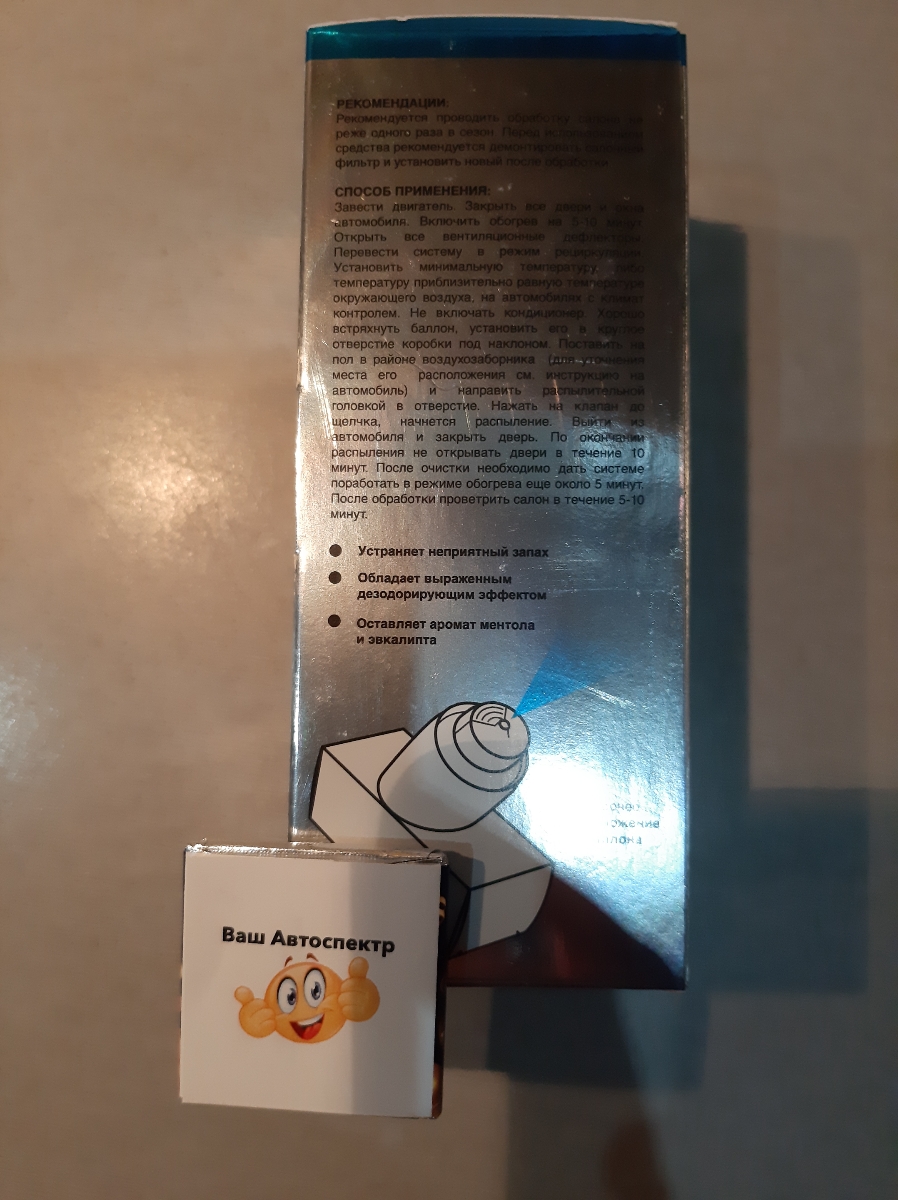 РЕКОМЕНДАЦИИ:
Рекомендуется проводить обработку салона не
реже одного раза в сезон. Перед использованием
средства рекомендуется демонтировать салонный
фильтр и установить новый после обработки.
СПОСОБ ПРИМЕНЕНИЯ:
Завести двигатель. Закрыть все двери и окна
автомобиля. Включить обогрев на 5-10 минут.
Открыть все вентиляционные дефлекторы.
Перевести систему в режим рециркуляции.
Установить минимальную температуру, либо
температуру приблизительно равную температуре
окружающего воздуха, на автомобилях с климат
контролем. Не включать кондиционер. Хорошо
встряхнуть баллон, установить его в круглое
отверстие коробки под наклоном. Поставить на
пол в районе воздухозаборника (для уточнения
места его расположения см. инструкцию на
автомобиль) и направить распылительной
головкой в отверстие. Нажать на клапан до
щелчка, начнется распыление. Выйти из
автомобиля и закрыть дверь. По окончании
распыления не открывать двери в течение 10
минут. После очистки необходимо дать системе
поработать в режиме обогрева еще около 5 минут.
После обработки проветрить салон в течение 5-10
минут.
Устраняет неприятный запах
Обладает выраженным
дезодорирующим эффектом
Оставляет аромат ментола
и эвкалипта
Ваш Автоспектр